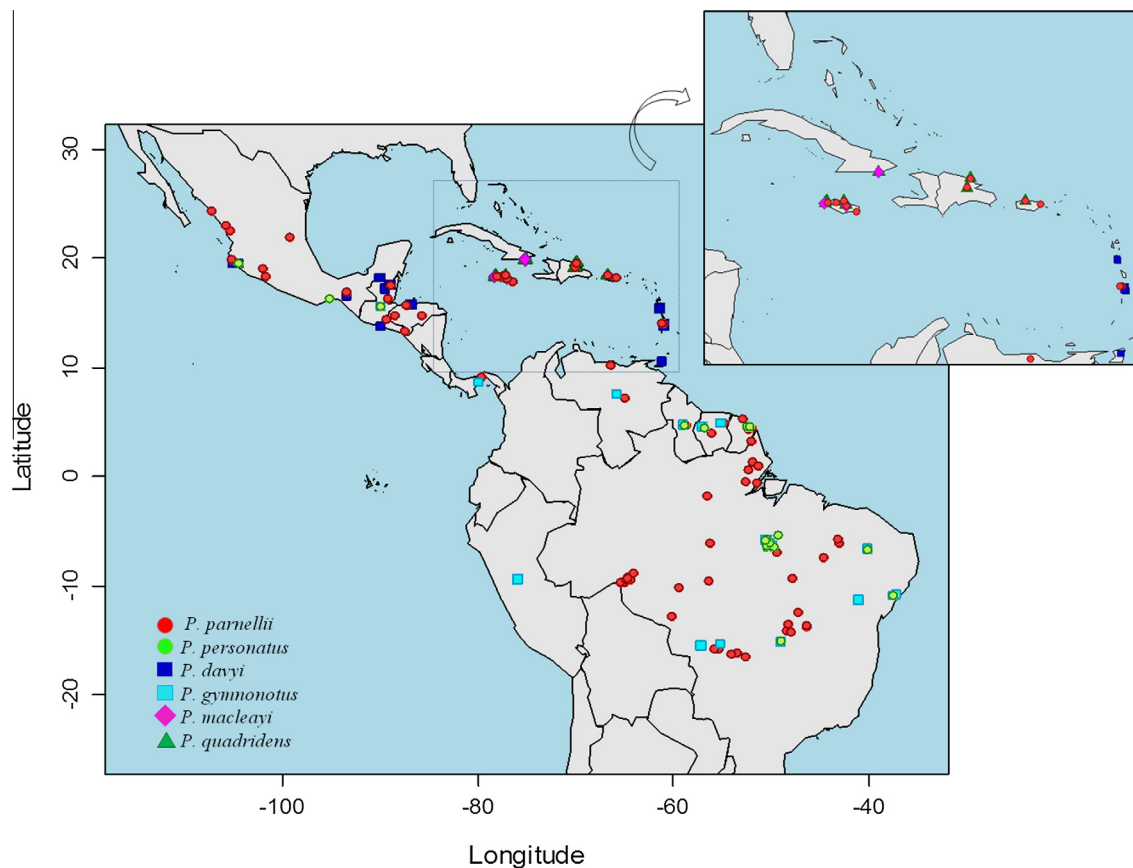 30
20
10
0
-10
-20
Latitude
P. parnellii
P. personatus
P. davyi
P. gymnonotus
P. macleayi
P. quadridens
-100
-80
-60
-40
Longitude